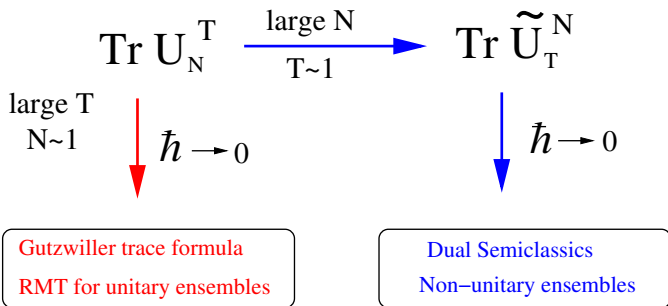 Tr U_N^T
large N
T~1
Tr Ũ_T^N
large T
N~1
ħ→0
ħ→0
Gutzwiller trace formula
RMT for unitary ensembles
Dual Semiclassics
Non−unitary ensembles